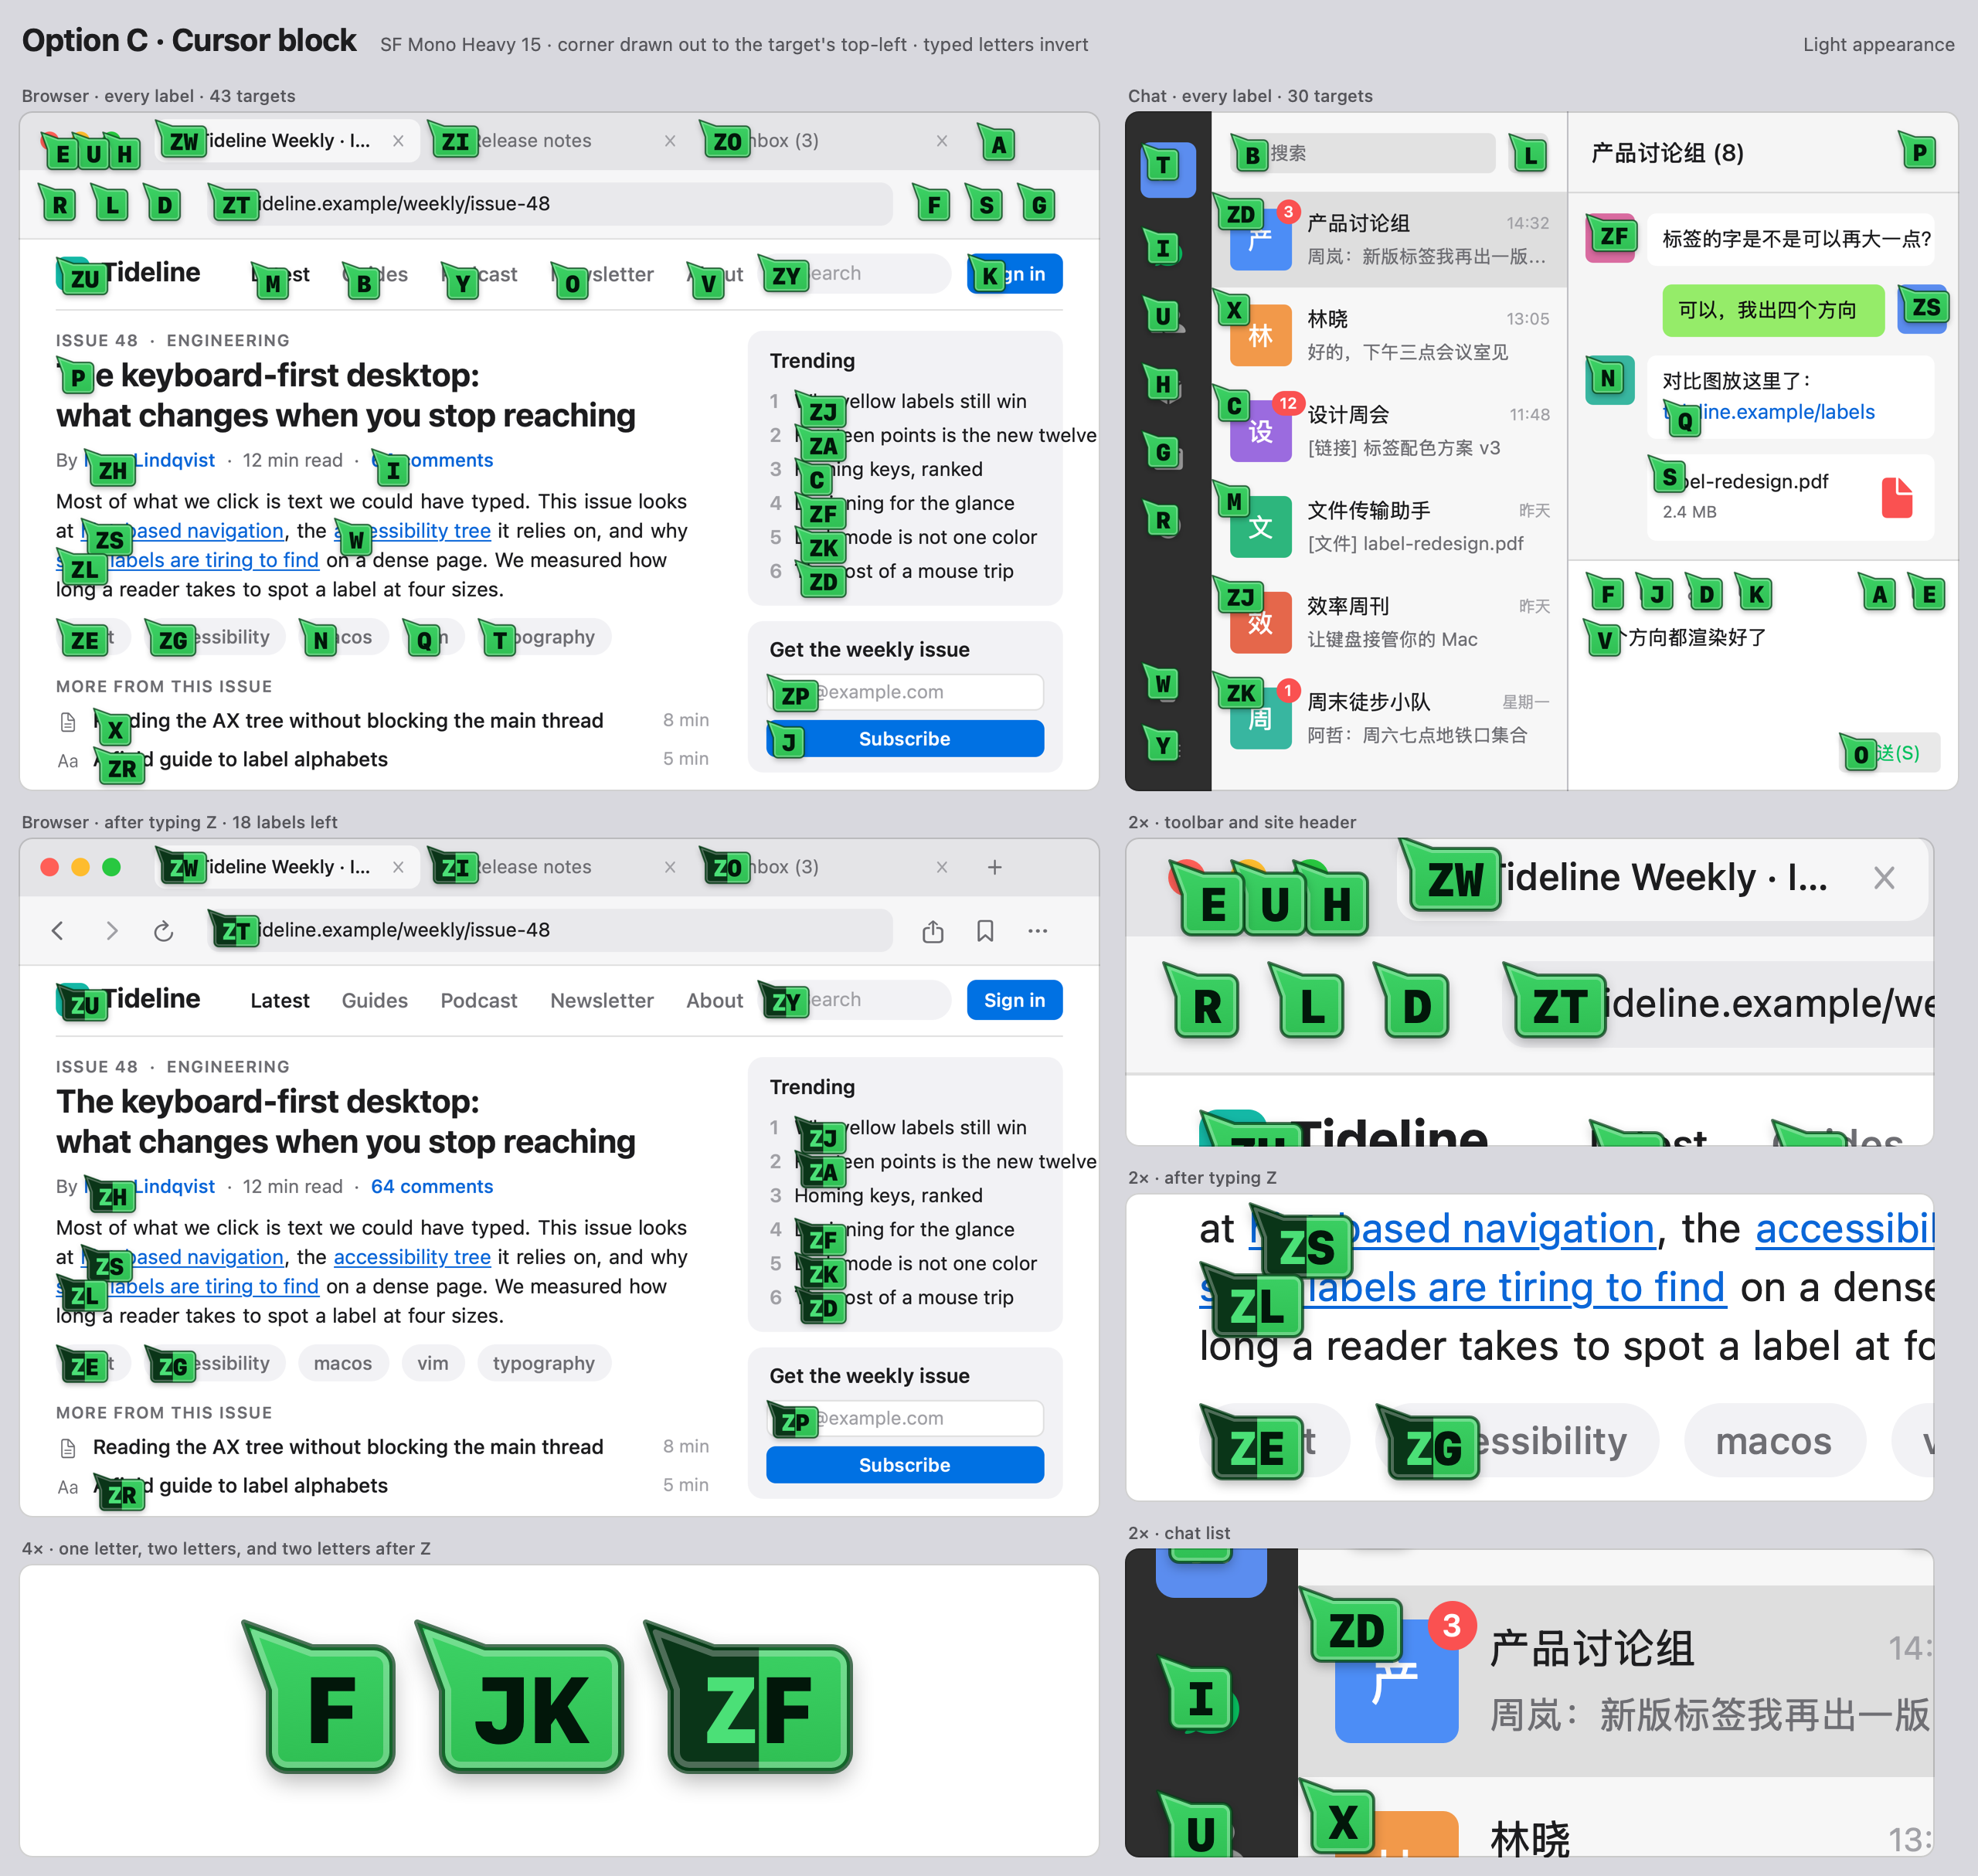 Option C · Cursor block
SF Mono Heavy 15 · corner drawn out to the target's top-left · typed letters invert
Light appearance
Browser · every label · 43 targets
E U H
ZW ideline Weekly · I...
ZI elease notes
ZO nbox (3)
A
R L D
ZT ideline.example/weekly/issue-48
F S G
ZU Tideline
M est
B des
Y cast
O wsletter
V ut
ZY earch
K gn in
ISSUE 48 · ENGINEERING
P e keyboard-first desktop:
what changes when you stop reaching
By ZH Lindqvist · 12 min read · I comments
Most of what we click is text we could have typed. This issue looks
at ZS based navigation, the W essibility tree it relies on, and why
ZL labels are tiring to find on a dense page. We measured how
long a reader takes to spot a label at four sizes.
ZE t
ZG essibility
N acos
Q m
T pography
MORE FROM THIS ISSUE
X ding the AX tree without blocking the main thread 8 min
Aa ZR d guide to label alphabets 5 min
Trending
1 ZJ yellow labels still win
2 ZA een points is the new twelve
3 C ing keys, ranked
4 ZF ning for the glance
5 ZK mode is not one color
6 ZD ost of a mouse trip
Get the weekly issue
ZP @example.com
J Subscribe
Chat · every label · 30 targets
T
I
U
H
G
R
W
Y
B 搜索
L
ZD 产 3 产品讨论组 14:32
周岚：新版标签我再出一版...
X 林 林晓 13:05
好的，下午三点会议室见
C 设 12 设计周会 11:48
[链接] 标签配色方案 v3
M 文 文件传输助手 昨天
[文件] label-redesign.pdf
ZJ 效 效率周刊 昨天
让键盘接管你的 Mac
ZK 周 1 周末徒步小队 星期一
阿哲：周六七点地铁口集合
产品讨论组 (8)
P
ZF 标签的字是不是可以再大一点?
可以，我出四个方向 ZS
N 对比图放这里了：
Q line.example/labels
S bel-redesign.pdf
2.4 MB
F J D K A E
V 个方向都渲染好了
O 送(S)
Browser · after typing Z · 18 labels left
ZW ideline Weekly · I...
ZI elease notes
ZO nbox (3)
ZT ideline.example/weekly/issue-48
ZU Tideline
Latest
Guides
Podcast
Newsletter
About
ZY earch
Sign in
ISSUE 48 · ENGINEERING
The keyboard-first desktop:
what changes when you stop reaching
By ZH Lindqvist · 12 min read · 64 comments
Most of what we click is text we could have typed. This issue looks
at ZS based navigation, the accessibility tree it relies on, and why
ZL labels are tiring to find on a dense page. We measured how
long a reader takes to spot a label at four sizes.
ZE t
ZG essibility
macos
vim
typography
MORE FROM THIS ISSUE
Reading the AX tree without blocking the main thread 8 min
Aa ZR d guide to label alphabets 5 min
Trending
1 ZJ yellow labels still win
2 ZA een points is the new twelve
3 Homing keys, ranked
4 ZF ning for the glance
5 ZK mode is not one color
6 ZD ost of a mouse trip
Get the weekly issue
ZP @example.com
Subscribe
2× · toolbar and site header
E U H
ZW ideline Weekly · I...
R L D
ZT ideline.example/we
ZU Tideline
2× · after typing Z
at ZS based navigation, the accessibil
ZL labels are tiring to find on a dense
long a reader takes to spot a label at fo
ZE t
ZG essibility
macos
v
4× · one letter, two letters, and two letters after Z
F
JK
ZF
2× · chat list
I
U
ZD 产 3 产品讨论组 14:
周岚：新版标签我再出一版
X 林晓 13: